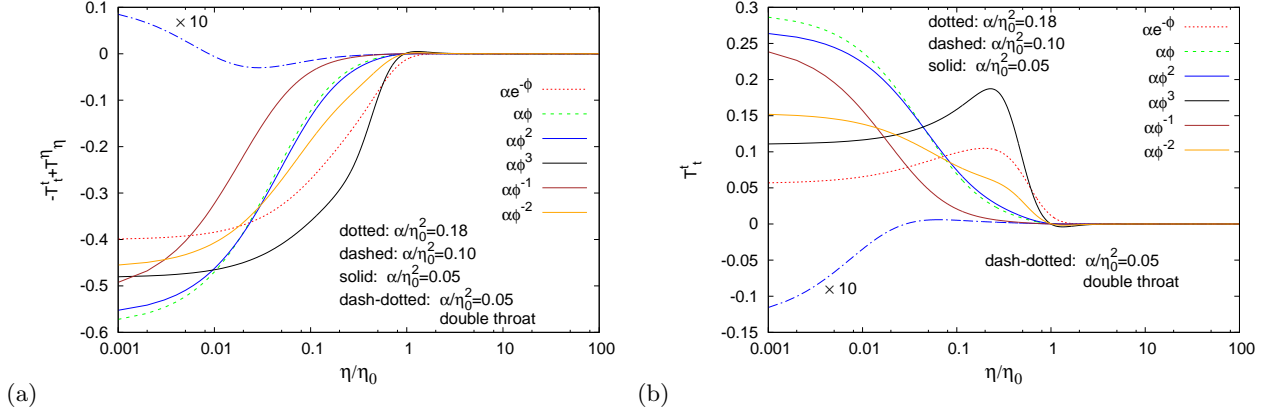 0.1
0
-0.1
-0.2
-0.3
-0.4
-0.5
-0.6
0.001
0.01
0.1
1
10
100
-T^t_t+T^η_η
η/η_0
× 10
αe^{-ϕ}
αϕ
αϕ^2
αϕ^3
αϕ^{-1}
αϕ^{-2}
dotted: α/η_0^2=0.18
dashed: α/η_0^2=0.10
solid: α/η_0^2=0.05
dash-dotted: α/η_0^2=0.05
double throat
(a)
0.30
0.25
0.20
0.15
0.10
0.05
0
-0.05
-0.1
-0.15
0.001
0.01
0.1
1
10
100
T^t_t
η/η_0
dotted: α/η_0^2=0.18
dashed: α/η_0^2=0.10
solid: α/η_0^2=0.05
αe^{-ϕ}
αϕ
αϕ^2
αϕ^3
αϕ^{-1}
αϕ^{-2}
dash-dotted: α/η_0^2=0.05
double throat
× 10
(b)